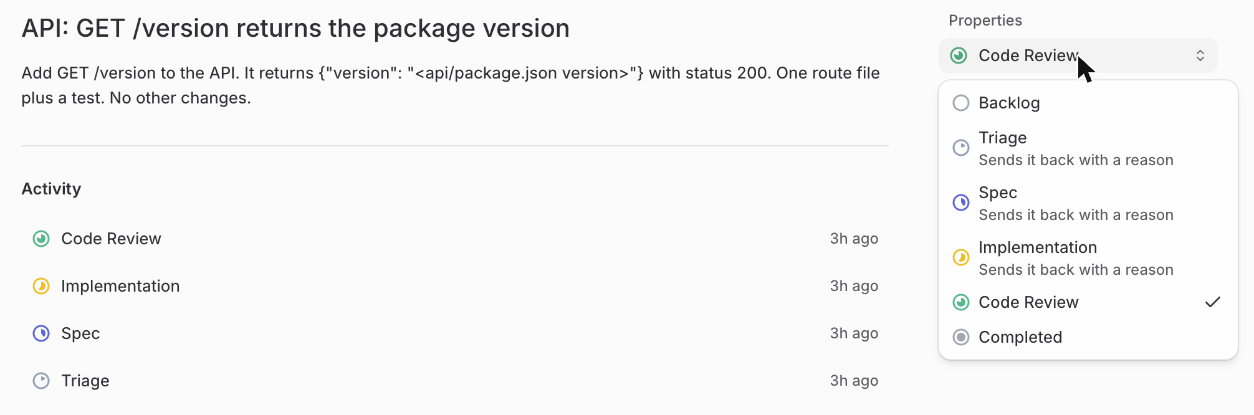 API: GET /version returns the package version
Add GET /version to the API. It returns {"version": "<api/package.json version>"} with status 200. One route file
plus a test. No other changes.
Activity
Code Review 3h ago
Implementation 3h ago
Spec 3h ago
Triage 3h ago
Properties
Code Review
Backlog
Triage
Sends it back with a reason
Spec
Sends it back with a reason
Implementation
Sends it back with a reason
Code Review
Completed